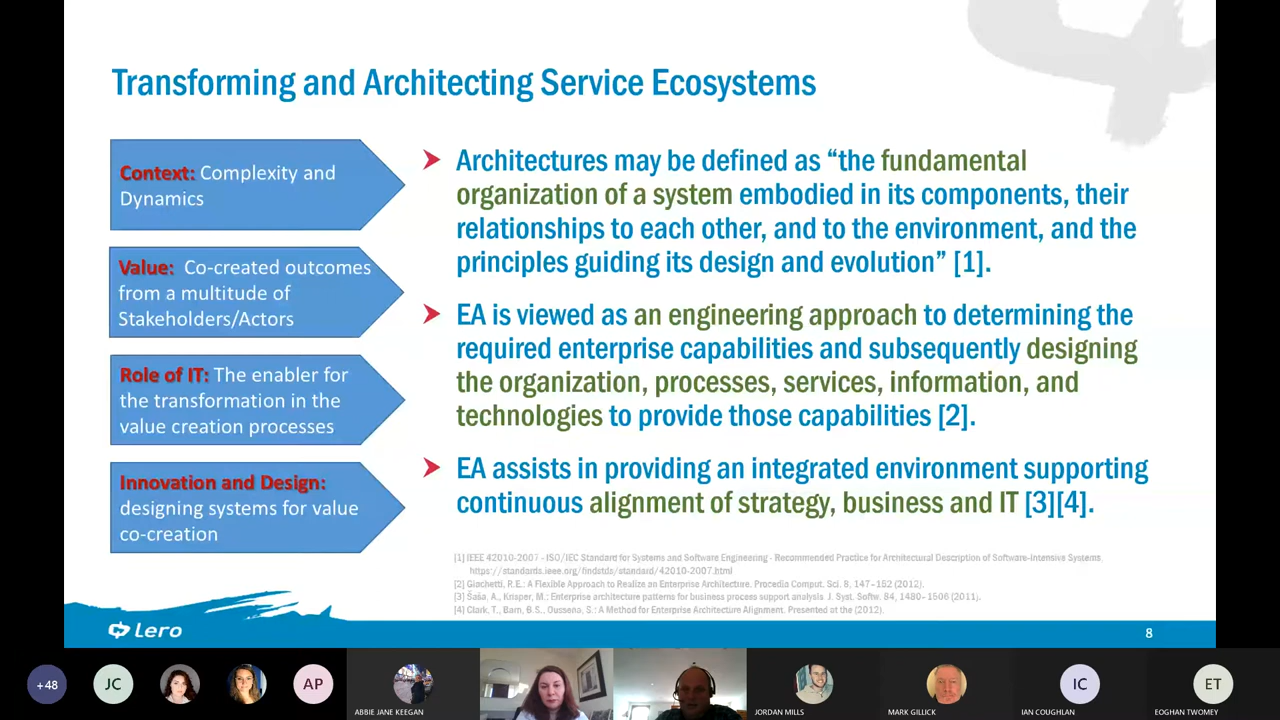 Transforming and Architecting Service Ecosystems
Context: Complexity and
Dynamics
Value: Co-created outcomes
from a multitude of
Stakeholders/Actors
Role of IT: The enabler for
the transformation in the
value creation processes
Innovation and Design:
designing systems for value
co-creation
Architectures may be defined as “the fundamental
organization of a system embodied in its components, their
relationships to each other, and to the environment, and the
principles guiding its design and evolution” [1].
EA is viewed as an engineering approach to determining the
required enterprise capabilities and subsequently designing
the organization, processes, services, information, and
technologies to provide those capabilities [2].
EA assists in providing an integrated environment supporting
continuous alignment of strategy, business and IT [3][4].
[1] IEEE 42010-2007 - ISO/IEC Standard for Systems and Software Engineering - Recommended Practice for Architectural Description of Software-Intensive Systems.
https://standards.ieee.org/findstds/standard/42010-2007.html
[2] Giachetti, R.E.: A Flexible Approach to Realize an Enterprise Architecture. Procedia Comput. Sci. 8, 147–152 (2012).
[3] Šaša, A., Krisper, M.: Enterprise architecture patterns for business process support analysis. J. Syst. Softw. 84, 1480–1506 (2011).
[4] Clark, T., Barn, B.S., Oussena, S.: A Method for Enterprise Architecture Alignment. Presented at the (2012).
Lero
8
+48
JC
AP
ABBIE JANE KEEGAN
JORDAN MILLS
MARK GILLICK
IC
IAN COUGHLAN
ET
EOGHAN TWOMEY